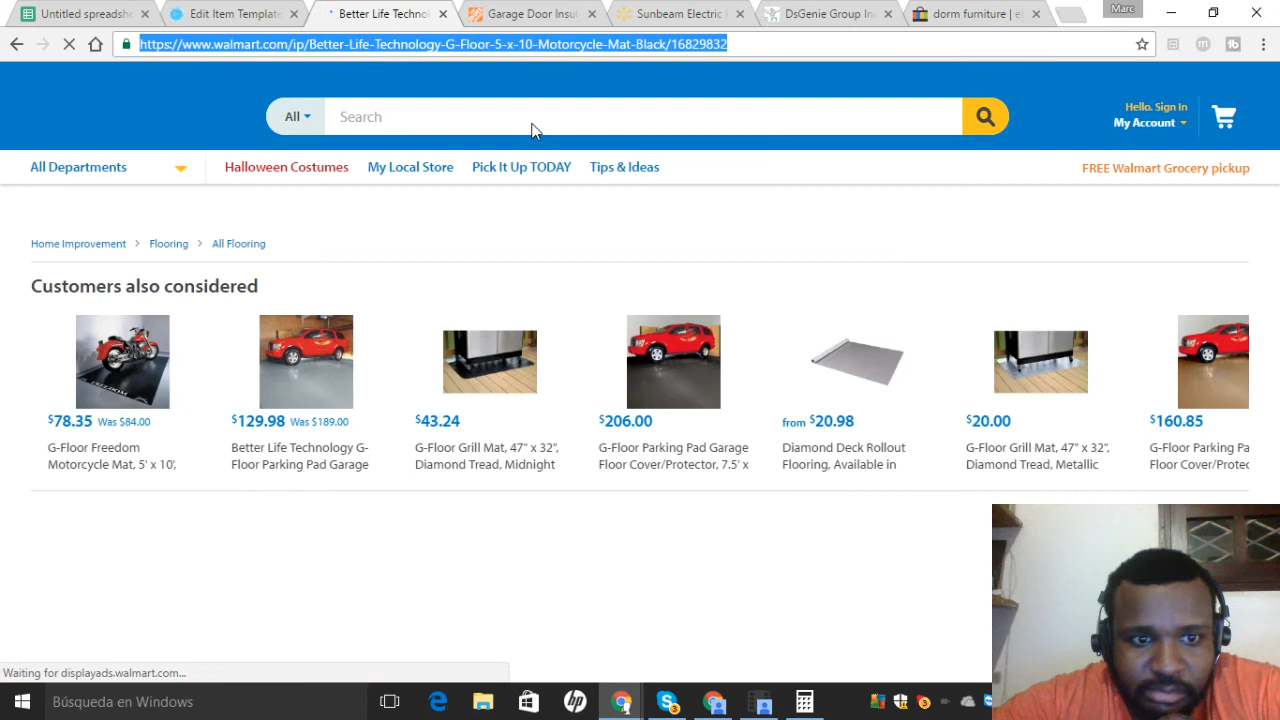 Untitled spreadshe
Edit Item Template
Better Life Technol
Garage Door Insul
Sunbeam Electric
DsGenie Group Inc
dorm furniture | e
Marc
https://www.walmart.com/ip/Better-Life-Technology-G-Floor-5-x-10-Motorcycle-Mat-Black/16829832
All
Search
Hello. Sign In
My Account
All Departments
Halloween Costumes
My Local Store
Pick It Up TODAY
Tips & Ideas
FREE Walmart Grocery pickup
Home Improvement > Flooring > All Flooring
Customers also considered
FREEDOM
$78.35 Was $84.00
G-Floor Freedom
Motorcycle Mat, 5' x 10',
$129.98 Was $189.00
Better Life Technology G-
Floor Parking Pad Garage
$43.24
G-Floor Grill Mat, 47" x 32",
Diamond Tread, Midnight
$206.00
G-Floor Parking Pad Garage
Floor Cover/Protector, 7.5' x
from $20.98
Diamond Deck Rollout
Flooring, Available in
$20.00
G-Floor Grill Mat, 47" x 32",
Diamond Tread, Metallic
$160.85
G-Floor Parking Pa
Floor Cover/Protec
Waiting for displayads.walmart.com...
Búsqueda en Windows